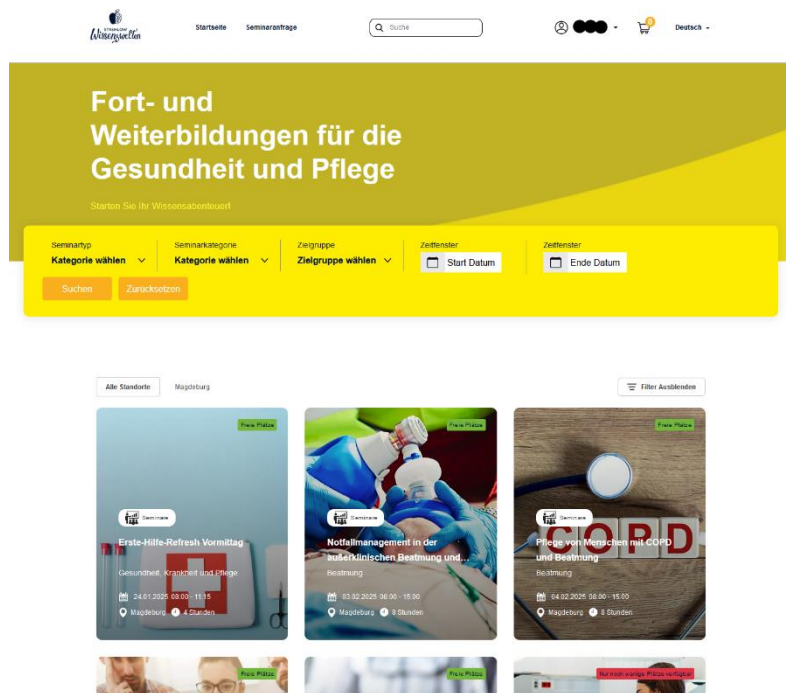 Wissenswelten
Startseite
Seminaranfrage
Suche
0
Deutsch
Fort- und
Weiterbildungen für die
Gesundheit und Pflege
Starten Sie Ihr Wissensabenteuer!
Seminartyp
Kategorie wählen
Seminarkategorie
Kategorie wählen
Zielgruppe
Zielgruppe wählen
Zeitfenster
Start Datum
Zeitfenster
Ende Datum
Suchen
Zurücksetzen
Alle Standorte
Magdeburg
Filter Ausblenden
Freie Plätze
Seminare
Erste-Hilfe-Refresh Vormittag
Gesundheit, Krankheit und Pflege
24.01.2025 08:00 - 11:15
Magdeburg
4 Stunden
Freie Plätze
Seminare
Notfallmanagement in der
außerklinischen Beatmung und...
Beatmung
03.02.2025 08:00 - 15:00
Magdeburg
8 Stunden
Freie Plätze
COPD
Seminare
Pflege von Menschen mit COPD
und Beatmung
Beatmung
04.02.2025 08:00 - 15:00
Magdeburg
8 Stunden
Freie Plätze
Freie Plätze
Nur noch wenige Plätze verfügbar